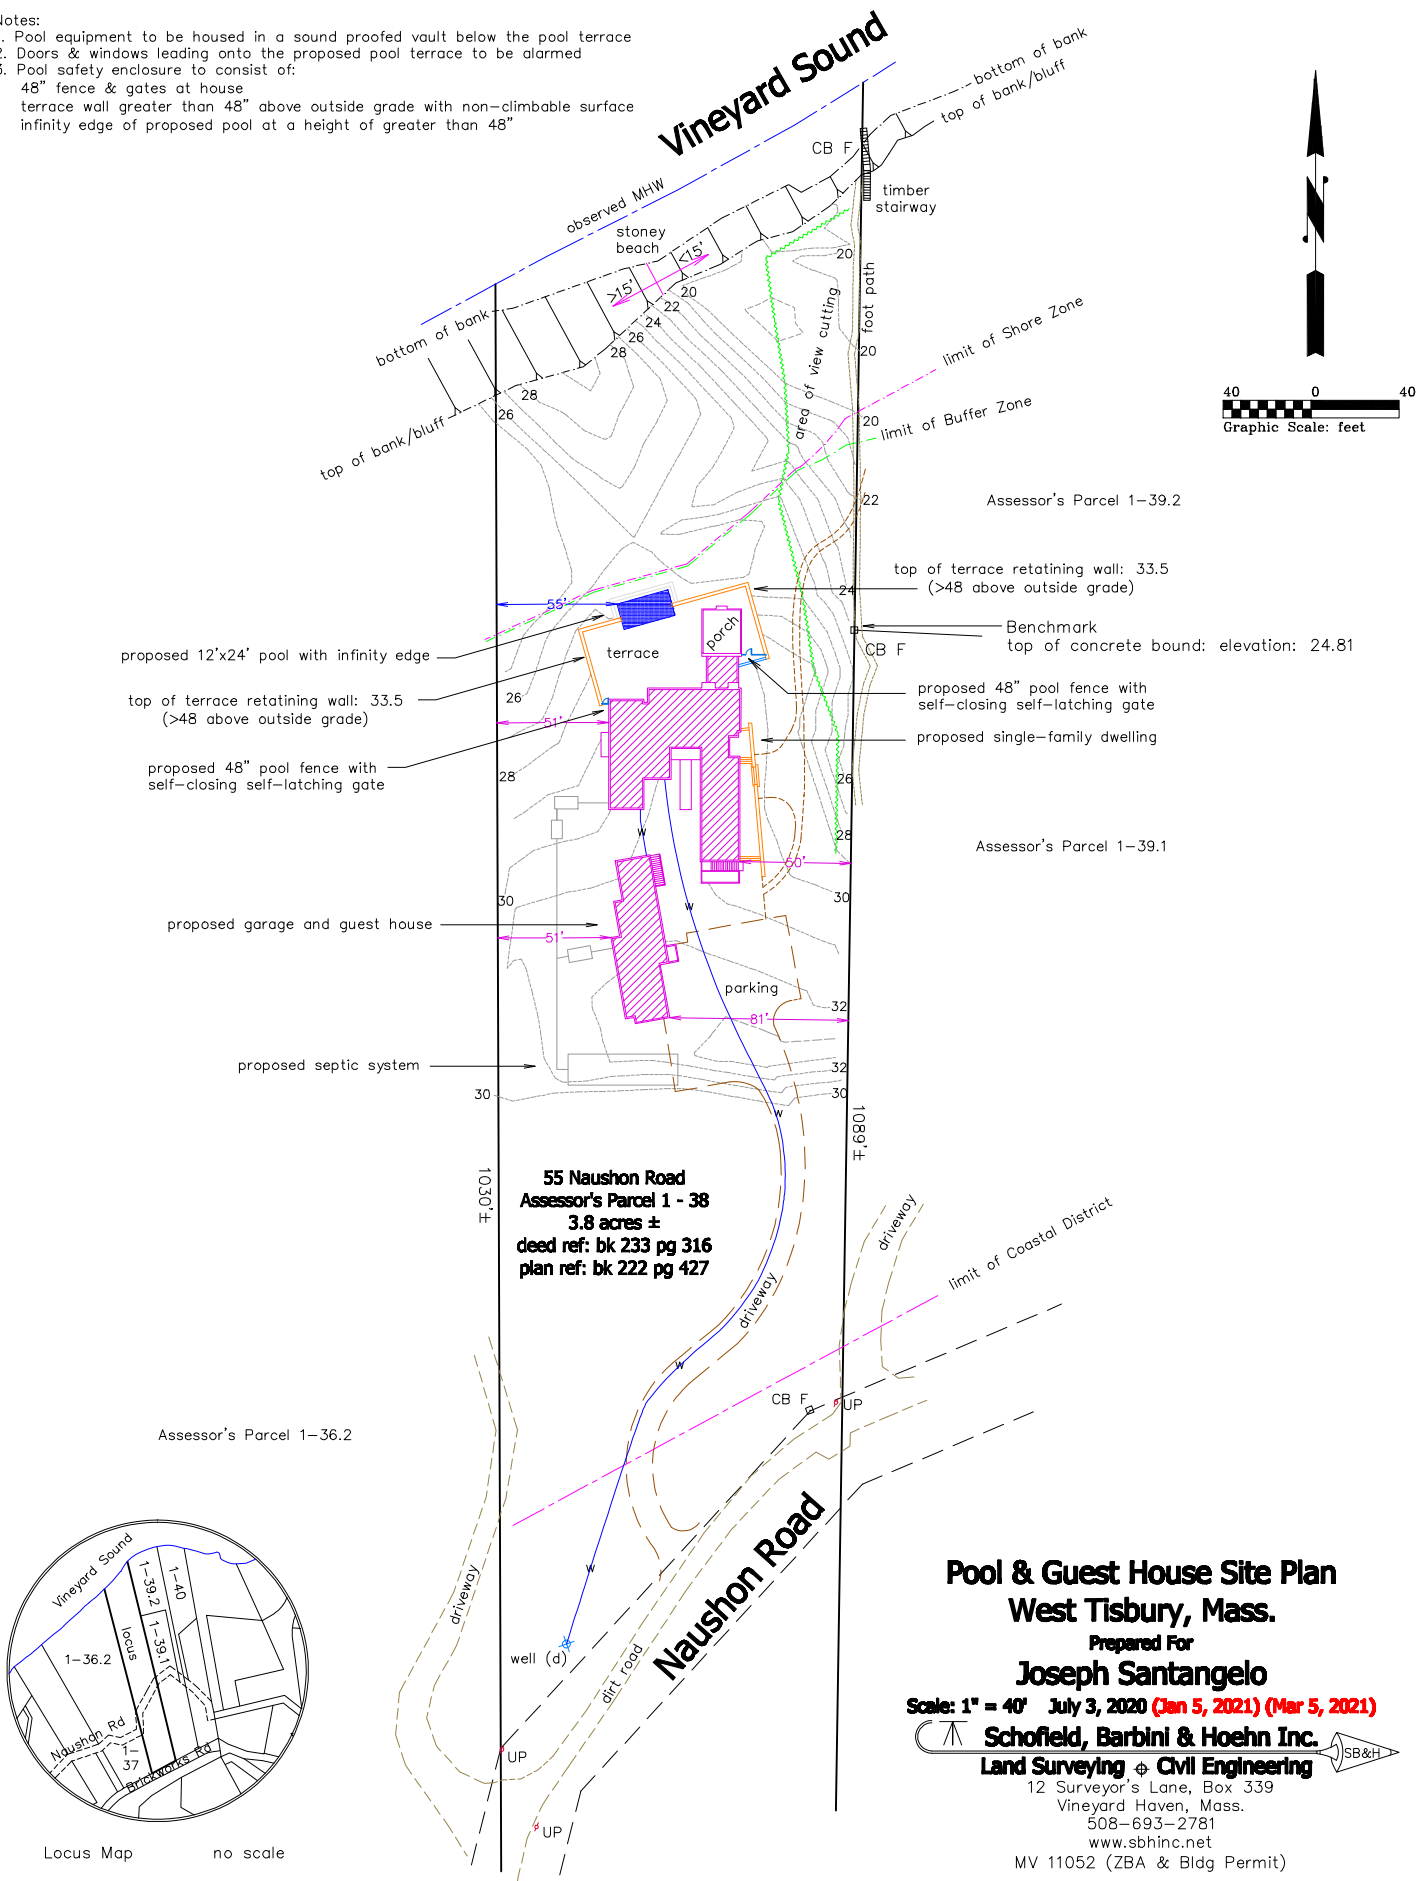 Notes:
. Pool equipment to be housed in a sound proofed vault below the pool terrace
2. Doors & windows leading onto the proposed pool terrace to be alarmed
3. Pool safety enclosure to consist of:
48" fence & gates at house
terrace wall greater than 48" above outside grade with non-climbable surface
infinity edge of proposed pool at a height of greater than 48"
Vineyard Sound
bottom of bank
top of bank/bluff
CB F
timber
stairway
observed MHW
stoney
beach
<15'
>15'
20
22
24
26
28
20
foot path
area of view cutting
20
20
22
bottom of bank
top of bank/bluff
28
26
limit of Shore Zone
limit of Buffer Zone
N
40
0
40
Graphic Scale: feet
Assessor's Parcel 1-39.2
top of terrace retatining wall: 33.5
(>48 above outside grade)
24
55'
Benchmark
top of concrete bound: elevation: 24.81
CB F
porch
terrace
proposed 12'x24' pool with infinity edge
top of terrace retatining wall: 33.5
(>48 above outside grade)
26
51'
proposed 48" pool fence with
self-closing self-latching gate
proposed 48" pool fence with
self-closing self-latching gate
proposed single-family dwelling
28
26
28
W
Assessor's Parcel 1-39.1
50'
30
30
W
proposed garage and guest house
51'
parking
32
81'
proposed septic system
32
30
30
W
1089'±
1030'±
55 Naushon Road
Assessor's Parcel 1 - 38
3.8 acres ±
deed ref: bk 233 pg 316
plan ref: bk 222 pg 427
driveway
driveway
limit of Coastal District
W
CB F
UP
Assessor's Parcel 1-36.2
Naushon Road
W
driveway
well (d)
dirt road
UP
UP
Vineyard Sound
1-39.2
1-40
locus
1-39.1
1-36.2
Naushon Rd
1-
37
Brickworks Rd
Locus Map
no scale
Pool & Guest House Site Plan
West Tisbury, Mass.
Prepared For
Joseph Santangelo
Scale: 1" = 40' July 3, 2020 (Jan 5, 2021) (Mar 5, 2021)
Schofield, Barbini & Hoehn Inc.
SB&H
Land Surveying Civil Engineering
12 Surveyor's Lane, Box 339
Vineyard Haven, Mass.
508-693-2781
www.sbhinc.net
MV 11052 (ZBA & Bldg Permit)